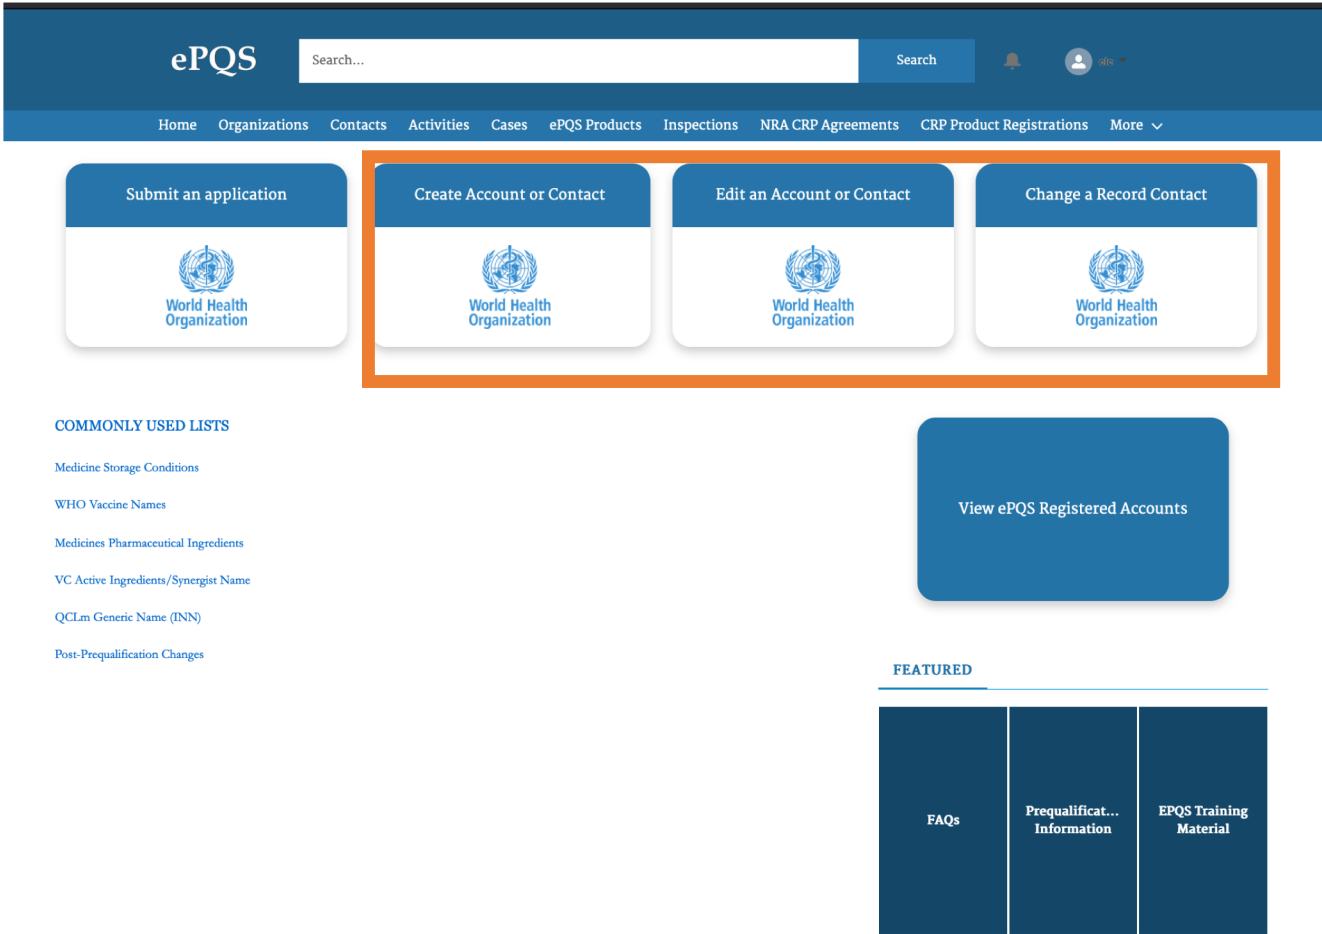 ePQS
Search...
Search
Home Organizations Contacts Activities Cases ePQS Products Inspections NRA CRP Agreements CRP Product Registrations More
Submit an application
Create Account or Contact
Edit an Account or Contact
Change a Record Contact
World Health
Organization
World Health
Organization
World Health
Organization
World Health
Organization
COMMONLY USED LISTS
Medicine Storage Conditions
WHO Vaccine Names
Medicines Pharmaceutical Ingredients
VC Active Ingredients/Synergist Name
QCLm Generic Name (INN)
Post-Prequalification Changes
View ePQS Registered Accounts
FEATURED
FAQs
Prequalificat...
Information
EPQS Training
Material